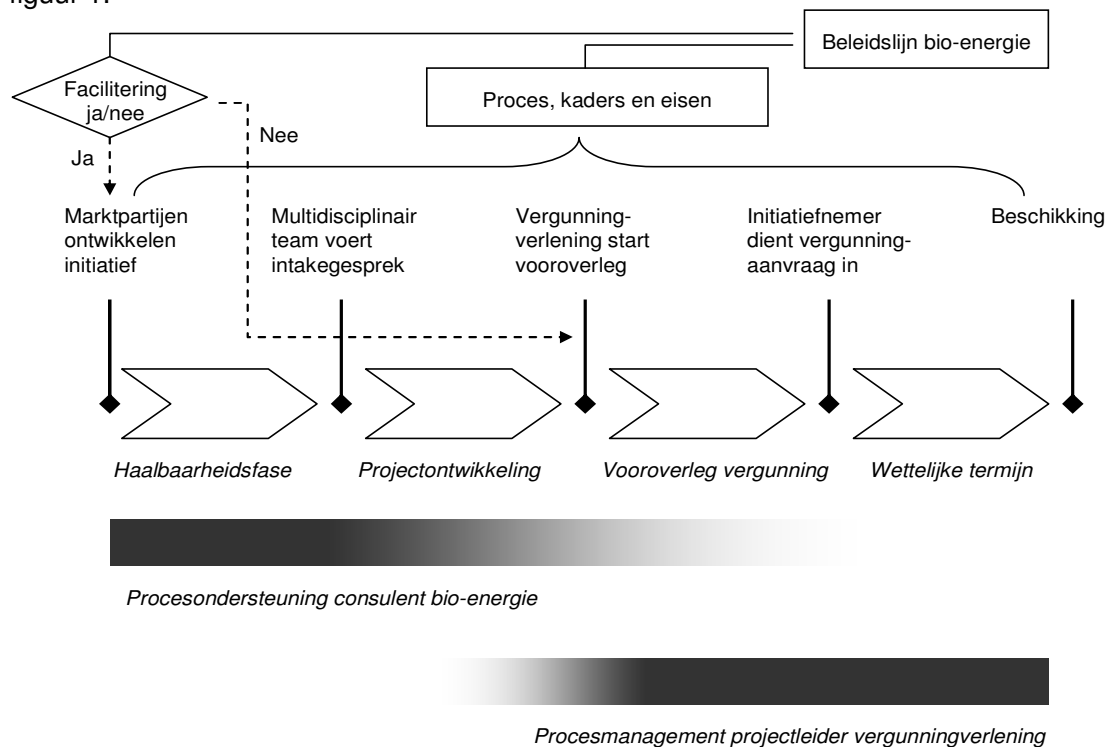 figuur 1.
Beleidslijn bio-energie
Facilitering
ja/nee
Proces, kaders en eisen
Nee
Ja
Marktpartijen
ontwikkelen
initiatief
Multidisciplinair
team voert
intakegesprek
Vergunning-
verlening start
vooroverleg
Initiatiefnemer
dient vergunning-
aanvraag in
Beschikking
Haalbaarheidsfase
Projectontwikkeling
Vooroverleg vergunning
Wettelijke termijn
Procesondersteuning consulent bio-energie
Procesmanagement projectleider vergunningverlening